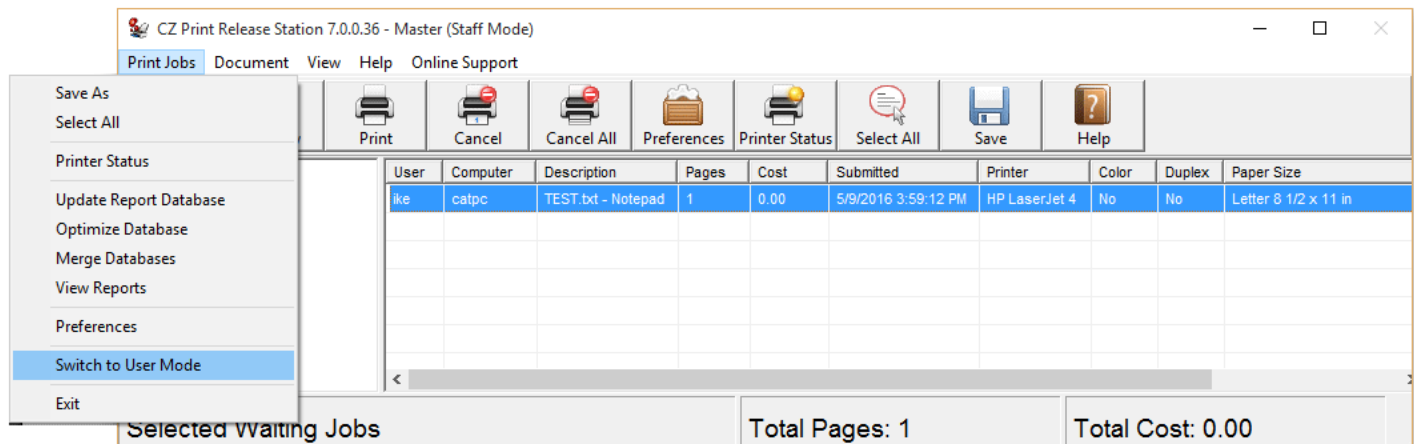 CZ Print Release Station 7.0.0.36 - Master (Staff Mode)
Print Jobs Document View Help Online Support
Save As
Select All
Printer Status
Update Report Database
Optimize Database
Merge Databases
View Reports
Preferences
Switch to User Mode
Exit
Print Cancel Cancel All Preferences Printer Status Select All Save Help
User Computer Description Pages Cost Submitted Printer Color Duplex Paper Size
ike catpc TEST.txt - Notepad 1 0.00 5/9/2016 3:59:12 PM HP LaserJet 4 No No Letter 8 1/2 x 11 in
Selected Waiting Jobs Total Pages: 1 Total Cost: 0.00